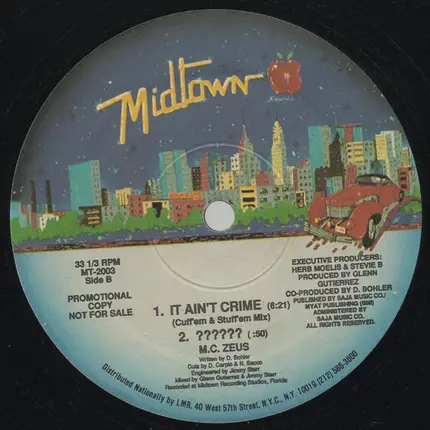 Midtown
33 1/3 RPM
MT-2003
Side B
PROMOTIONAL
COPY
NOT FOR SALE
1. IT AIN'T CRIME (6:21)
(Cuff'em & Stuff'em Mix)
2. ?????? (:50)
M.C. ZEUS
Written by D. Bohler
Cuts by D. Carpio & N. Sacco
Engineered by Jimmy Starr
Mixed by Glenn Gutierrez & Jimmy Starr
Recorded at Midtown Recording Studios, Florida
EXECUTIVE PRODUCERS:
HERB MOELIS & STEVIE B
PRODUCED BY GLENN
GUTIERREZ
CO-PRODUCED BY D. BOHLER
PUBLISHED BY SAJA MUSIC CO./
MYAT PUBLISHING (BMI)
ADMINISTERED BY
SAJA MUSIC CO.
ALL RIGHTS RESERVED.
Distributed Nationally by LMR, 40 West 57th Street, N.Y.C., N.Y. 10019 (212) 586-3600